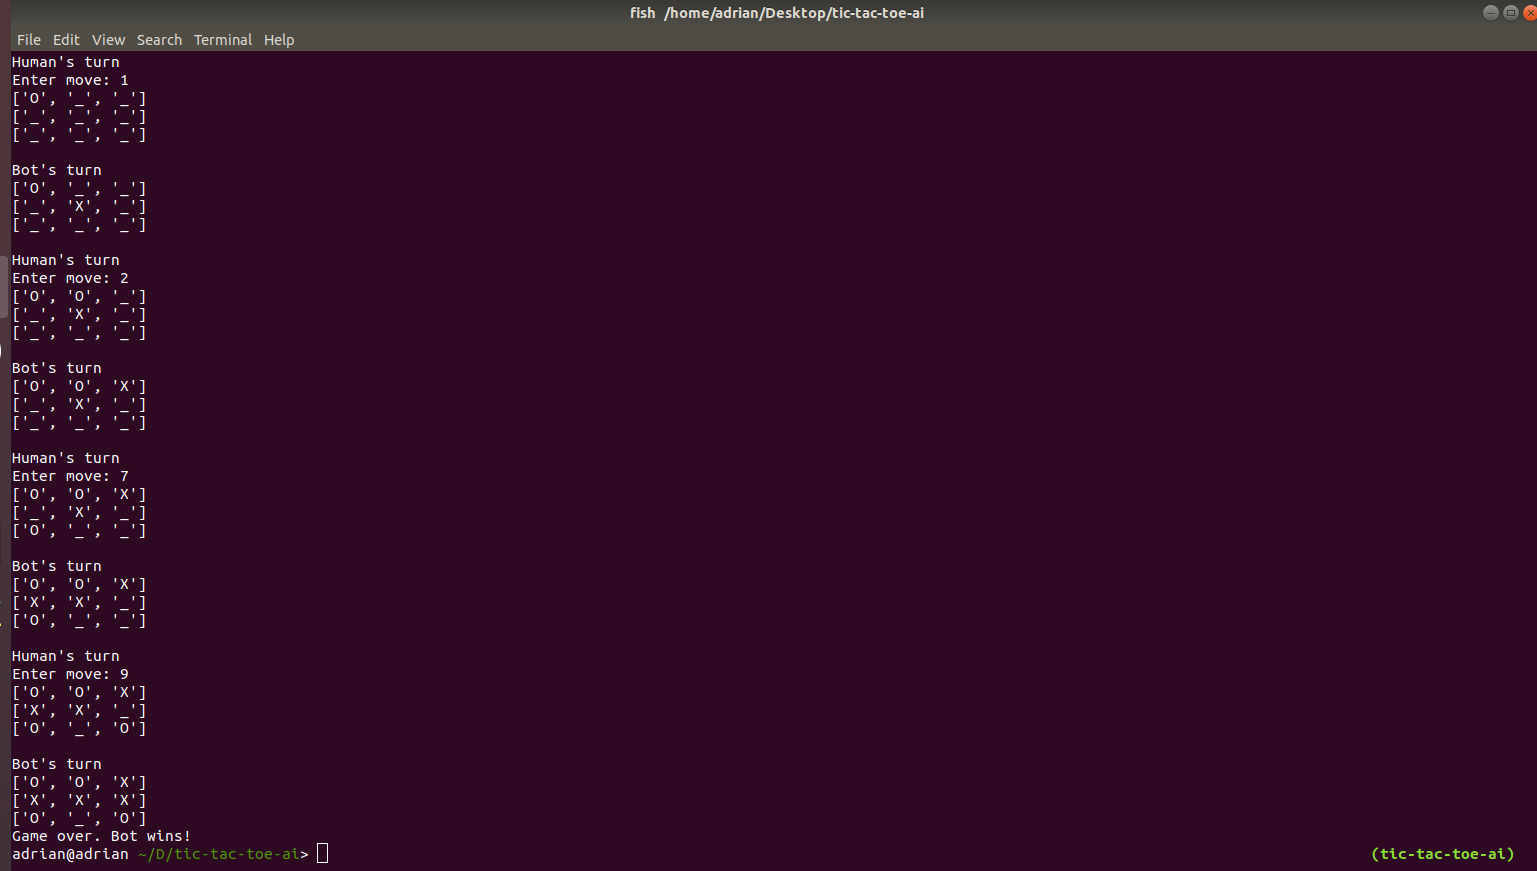 fish /home/adrian/Desktop/tic-tac-toe-ai
File Edit View Search Terminal Help
Human's turn
Enter move: 1
['O', '_', '_']
['_', '_', '_']
['_', '_', '_']
Bot's turn
['O', '_', '_']
['_', 'X', '_']
['_', '_', '_']
Human's turn
Enter move: 2
['O', 'O', '_']
['_', 'X', '_']
['_', '_', '_']
Bot's turn
['O', 'O', 'X']
['_', 'X', '_']
['_', '_', '_']
Human's turn
Enter move: 7
['O', 'O', 'X']
['_', 'X', '_']
['O', '_', '_']
Bot's turn
['O', 'O', 'X']
['X', 'X', '_']
['O', '_', '_']
Human's turn
Enter move: 9
['O', 'O', 'X']
['X', 'X', '_']
['O', '_', 'O']
Bot's turn
['O', 'O', 'X']
['X', 'X', 'X']
['O', '_', 'O']
Game over. Bot wins!
adrian@adrian ~/D/tic-tac-toe-ai> (tic-tac-toe-ai)